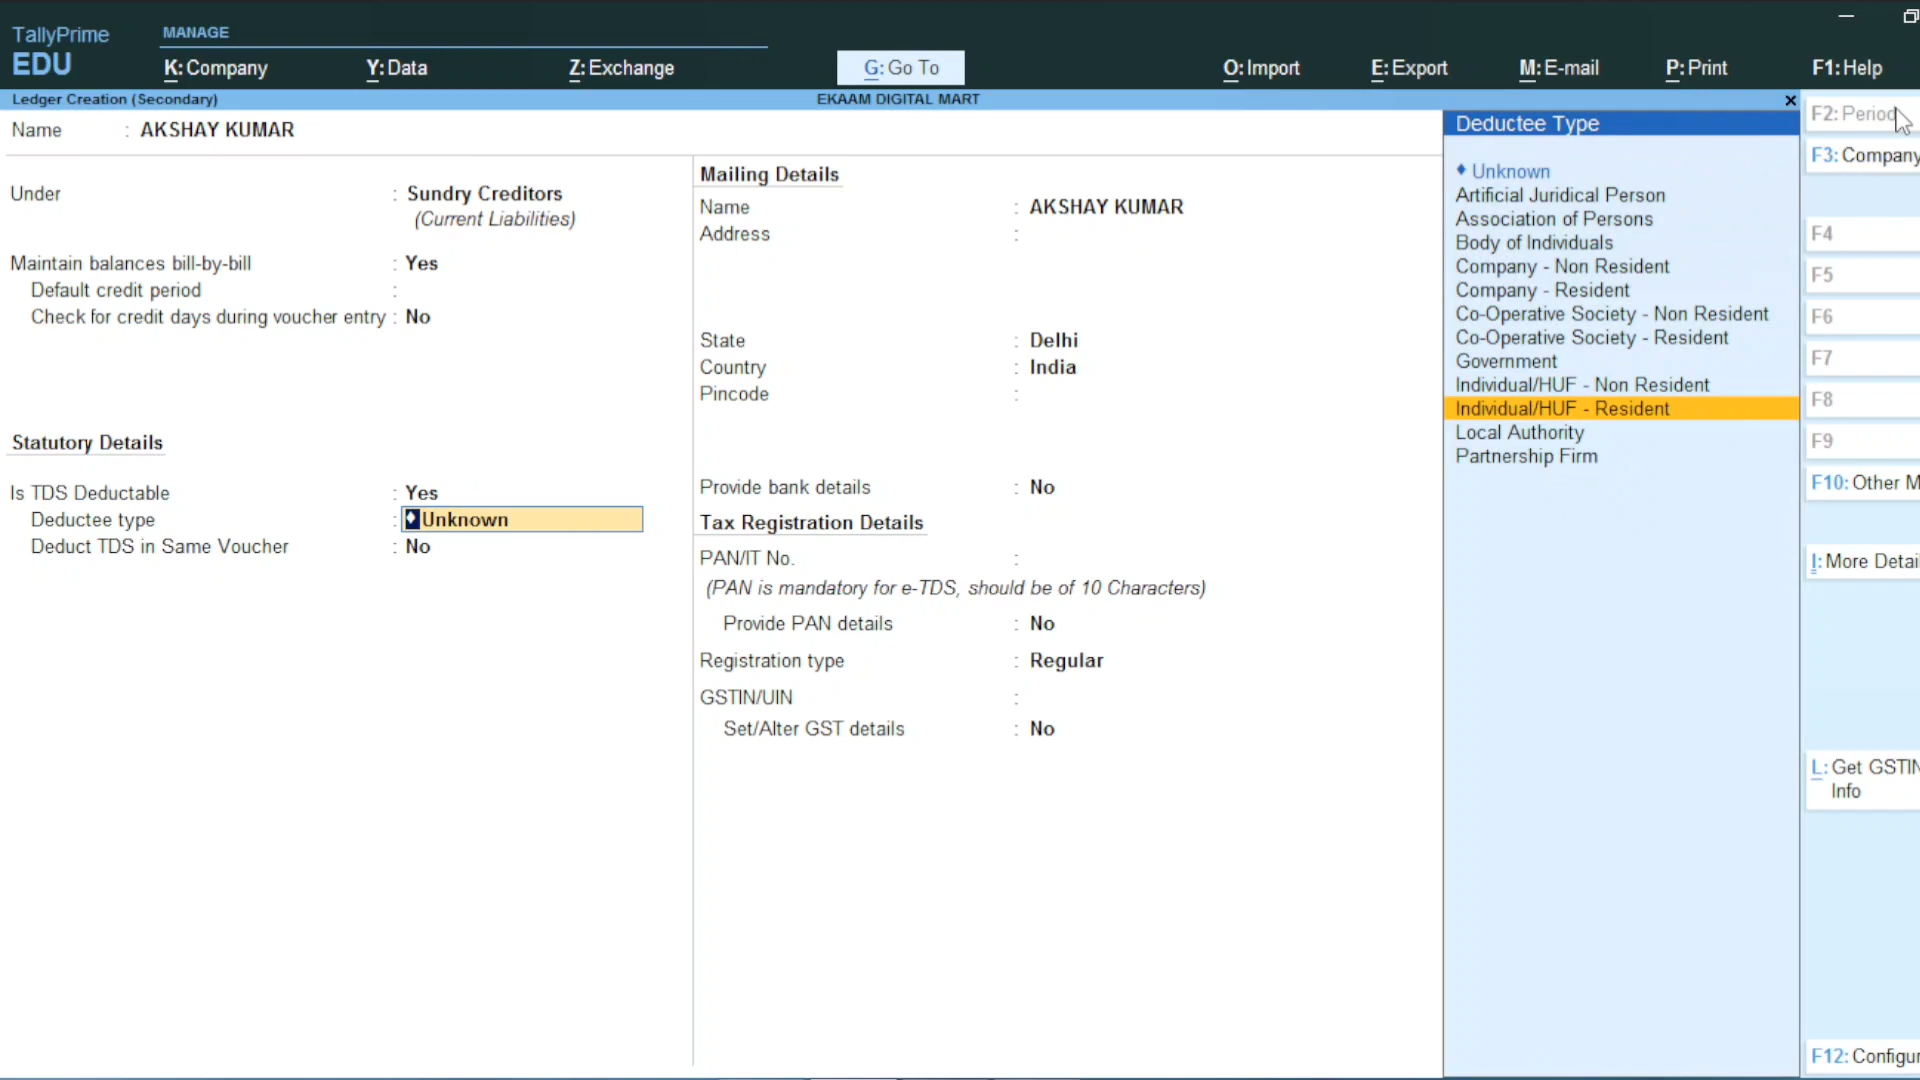 TallyPrime
EDU
MANAGE
K: Company
Y: Data
Z: Exchange
G: Go To
O: Import
E: Export
M: E-mail
P: Print
F1: Help
Ledger Creation (Secondary)
EKAAM DIGITAL MART
Name : AKSHAY KUMAR
Under : Sundry Creditors
(Current Liabilities)
Maintain balances bill-by-bill : Yes
Default credit period :
Check for credit days during voucher entry : No
Statutory Details
Is TDS Deductable : Yes
Deductee type : Unknown
Deduct TDS in Same Voucher : No
Mailing Details
Name : AKSHAY KUMAR
Address :
State : Delhi
Country : India
Pincode :
Provide bank details : No
Tax Registration Details
PAN/IT No. :
(PAN is mandatory for e-TDS, should be of 10 Characters)
Provide PAN details : No
Registration type : Regular
GSTIN/UIN :
Set/Alter GST details : No
Deductee Type
Unknown
Artificial Juridical Person
Association of Persons
Body of Individuals
Company - Non Resident
Company - Resident
Co-Operative Society - Non Resident
Co-Operative Society - Resident
Government
Individual/HUF - Non Resident
Individual/HUF - Resident
Local Authority
Partnership Firm
F2: Period
F3: Company
F4
F5
F6
F7
F8
F9
F10: Other M
I: More Detai
L: Get GSTIN
Info
F12: Configur